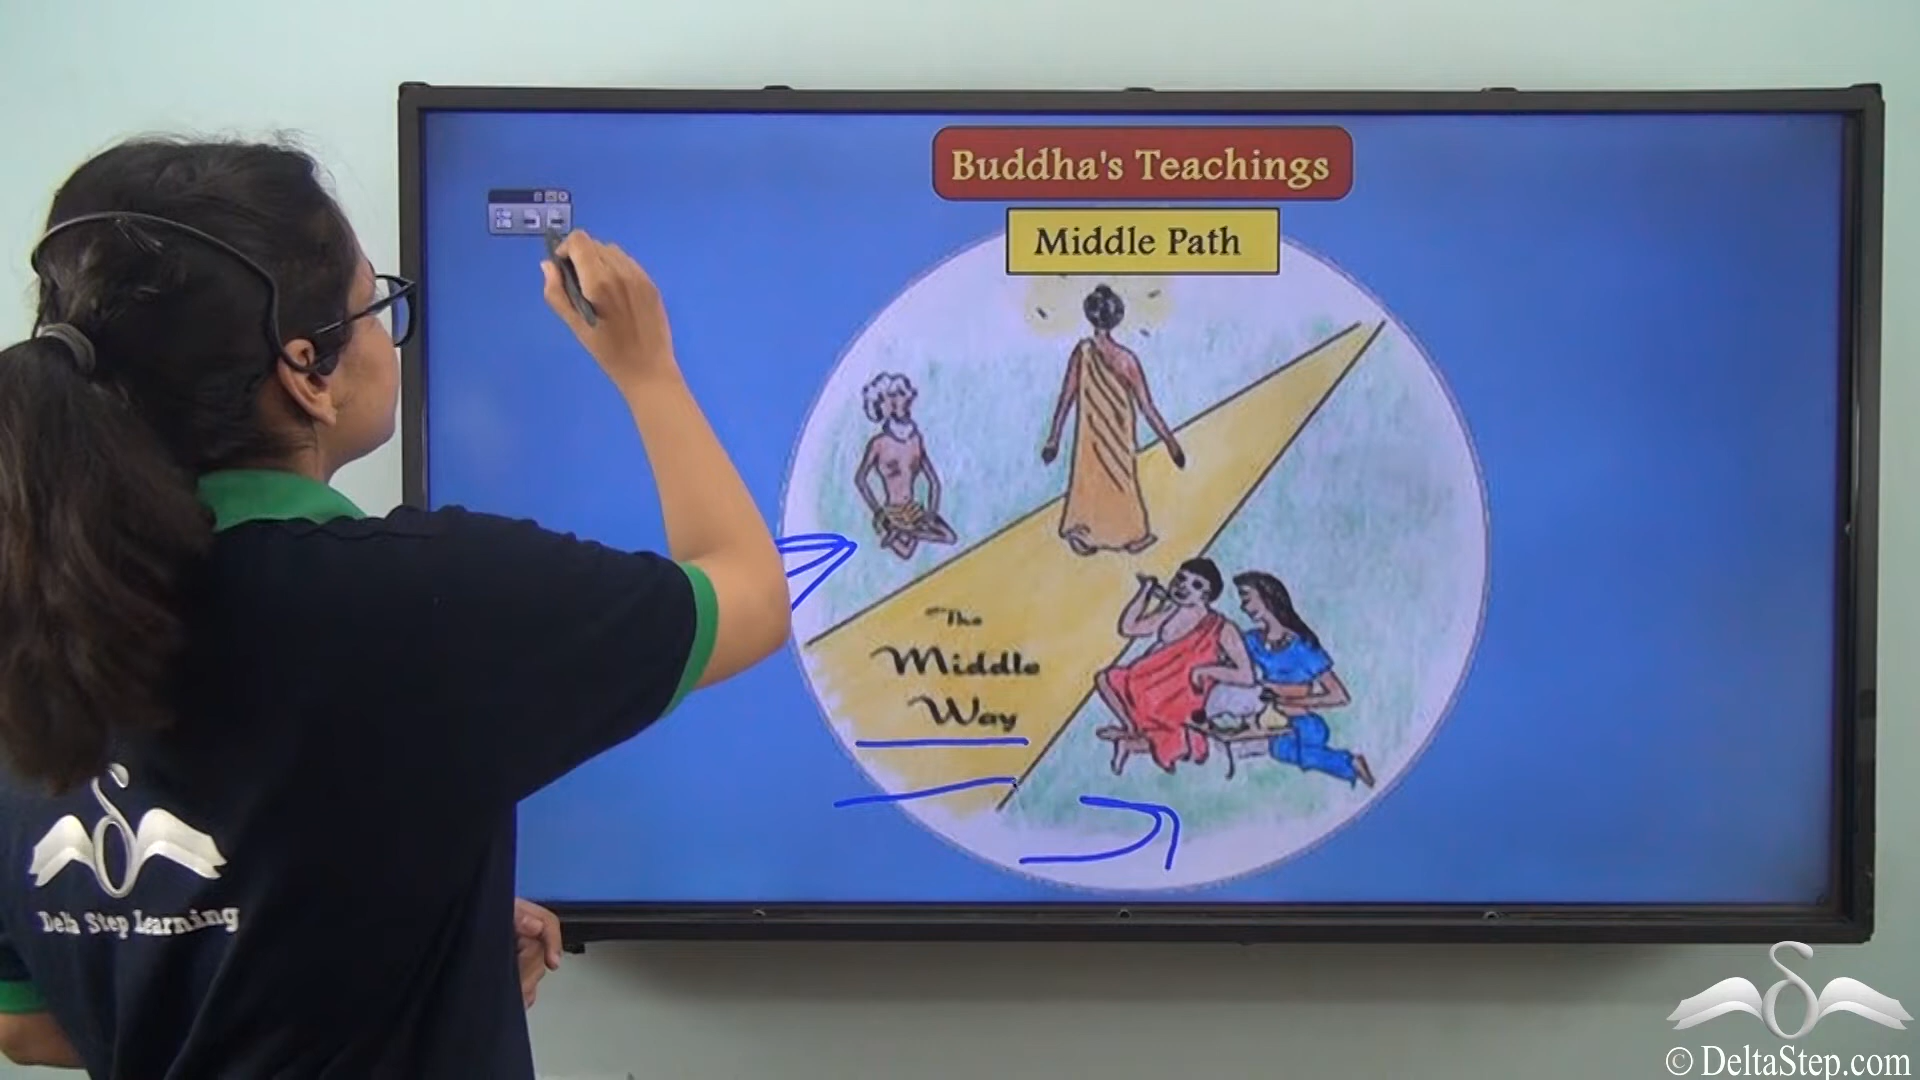 Buddha's Teachings
Middle Path
The
Middle
Way
Delta Step Learning
© DeltaStep.com